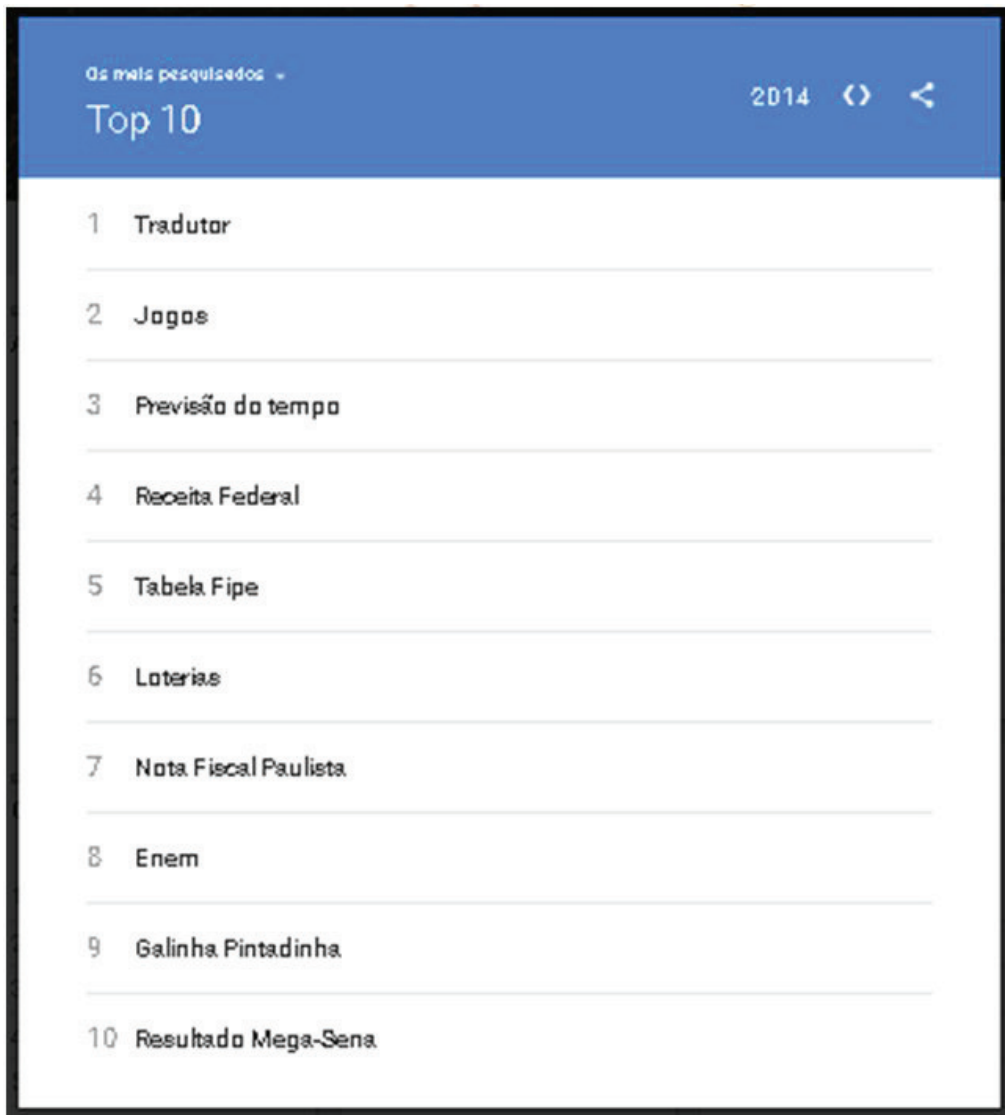 Os mais pesquisados
Top 10
2014
1 Tradutor
2 Jogos
3 Previsão do tempo
4 Receita Federal
5 Tabela Fipe
6 Loterias
7 Nota Fiscal Paulista
8 Enem
9 Galinha Pintadinha
10 Resultado Mega-Sena